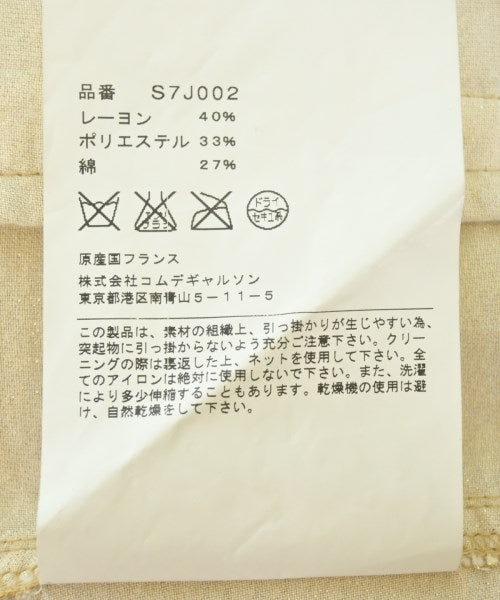 品番 S7J002
レーヨン 40%
ポリエステル 33%
綿 27%
エンソ
サラシ
ドライ
セキユ系
原産国フランス
株式会社コムデギャルソン
東京都港区南青山5-11-5
この製品は、素材の組織上、引っ掛かりが生じやすい為、
突起物に引っ掛からないよう充分ご注意下さい。クリー
ニングの際は裏返した上、ネットを使用して下さい。全
てのアイロンは絶対に使用しないで下さい。また、洗濯
により多少伸縮することもあります。乾燥機の使用は避
け、自然乾燥をして下さい。